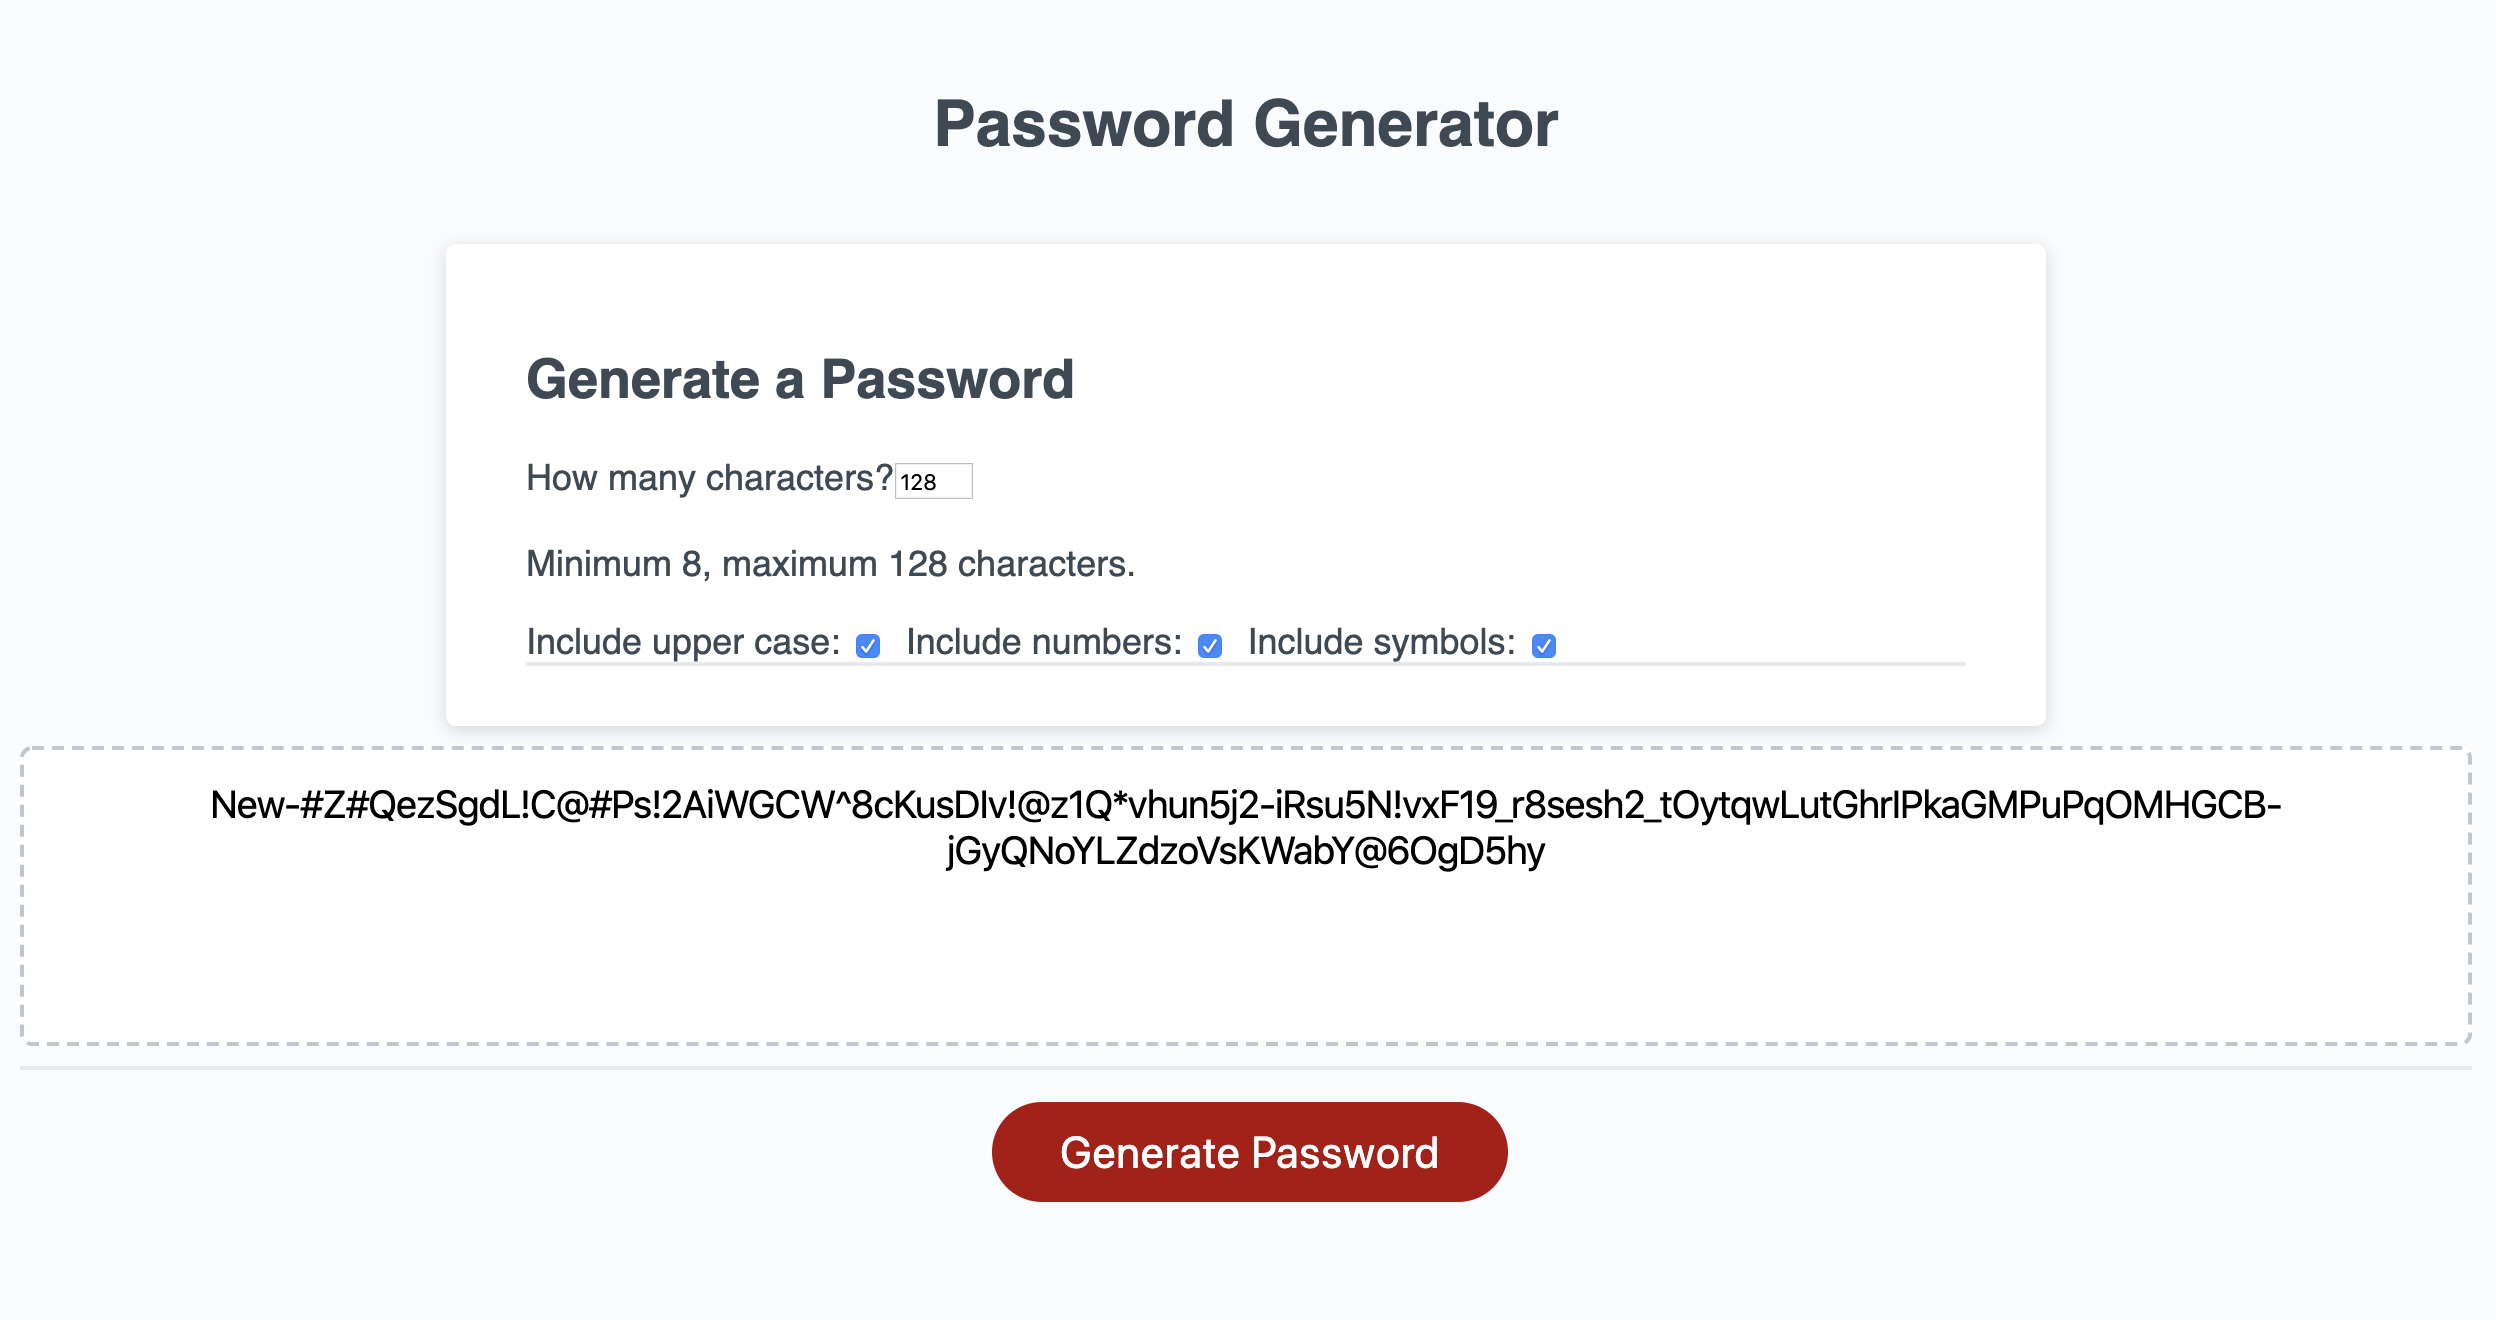 Password Generator
Generate a Password
How many characters? 128
Minimum 8, maximum 128 characters.
Include upper case: Include numbers: Include symbols:
New-#Z#QezSgdL!C@#Ps!2AiWGCW^8cKusDIv!@z1Q*vhun5j2-iRsu5N!vxF19_r8sesh2_tOytqwLutGhrIPkaGMPuPqOMHGCB-
jGyQNoYLZdzoVsKWabY@6OgD5hy
Generate Password